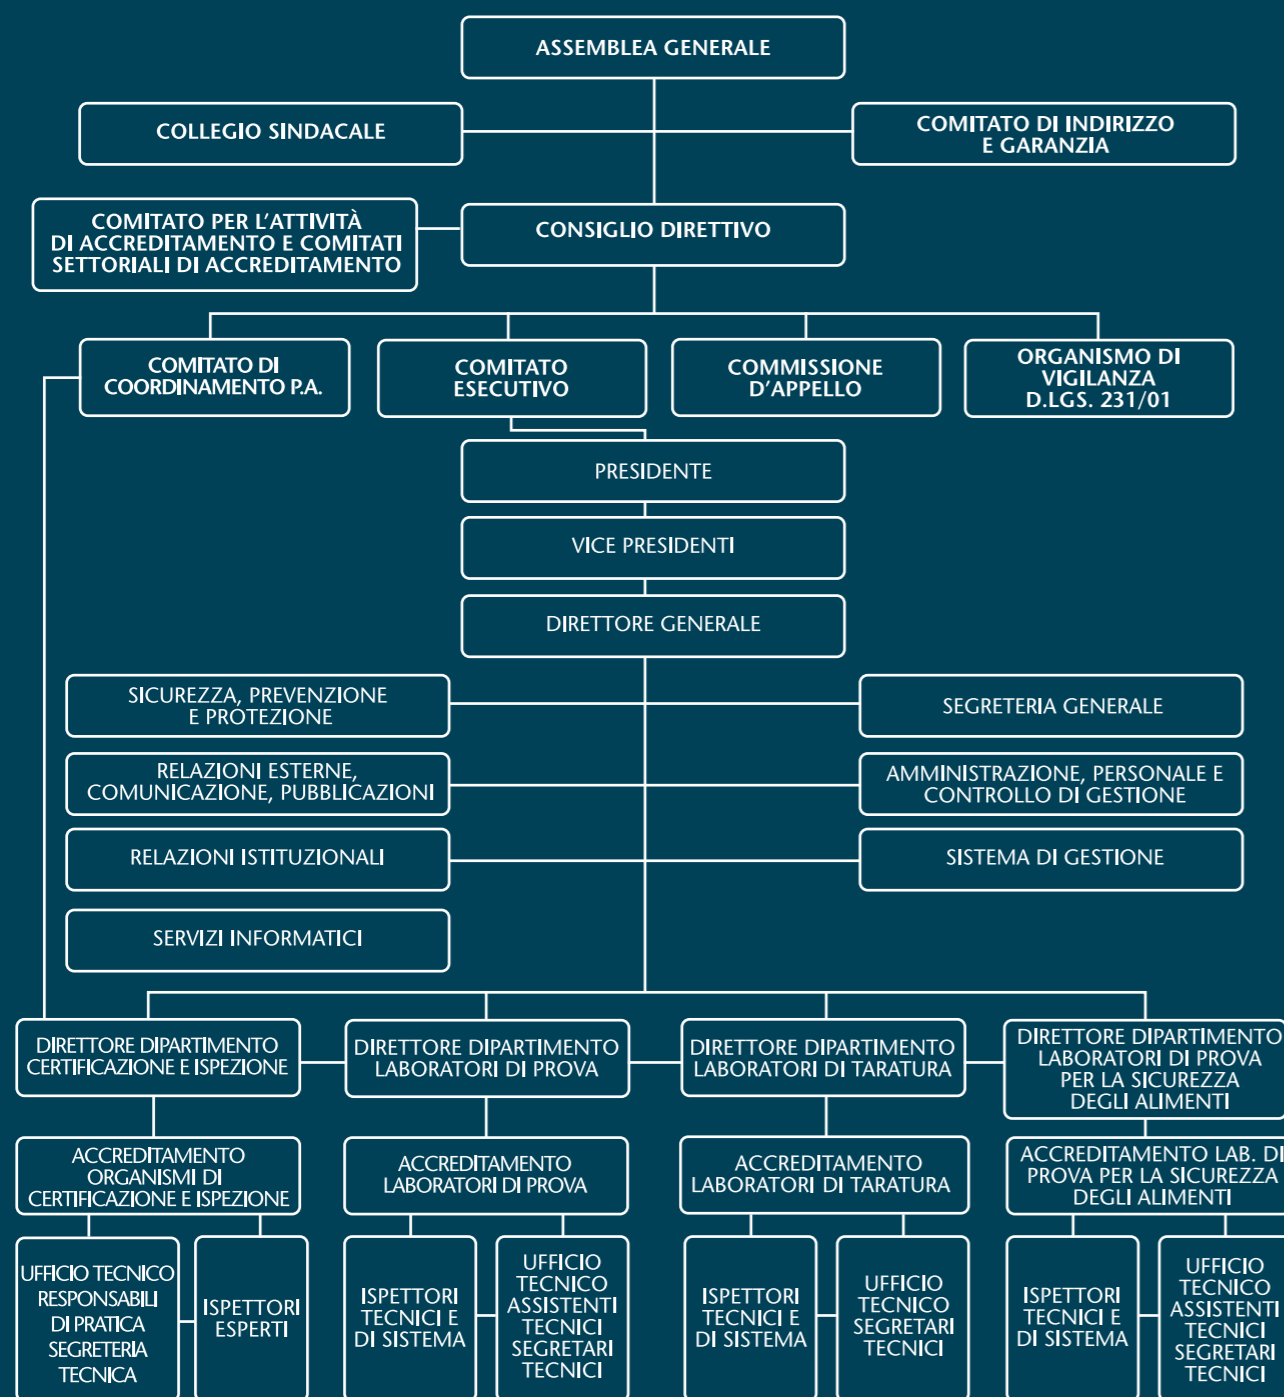 ASSEMBLEA GENERALE
COLLEGIO SINDACALE
COMITATO DI INDIRIZZO
E GARANZIA
COMITATO PER L'ATTIVITÀ
DI ACCREDITAMENTO E COMITATI
SETTORIALI DI ACCREDITAMENTO
CONSIGLIO DIRETTIVO
COMITATO DI
COORDINAMENTO P.A.
COMITATO
ESECUTIVO
COMMISSIONE
D'APPELLO
ORGANISMO DI
VIGILANZA
D.LGS. 231/01
PRESIDENTE
VICE PRESIDENTI
DIRETTORE GENERALE
SICUREZZA, PREVENZIONE
E PROTEZIONE
SEGRETERIA GENERALE
RELAZIONI ESTERNE,
COMUNICAZIONE, PUBBLICAZIONI
AMMINISTRAZIONE, PERSONALE E
CONTROLLO DI GESTIONE
RELAZIONI ISTITUZIONALI
SISTEMA DI GESTIONE
SERVIZI INFORMATICI
DIRETTORE DIPARTIMENTO
CERTIFICAZIONE E ISPEZIONE
DIRETTORE DIPARTIMENTO
LABORATORI DI PROVA
DIRETTORE DIPARTIMENTO
LABORATORI DI TARATURA
DIRETTORE DIPARTIMENTO
LABORATORI DI PROVA
PER LA SICUREZZA
DEGLI ALIMENTI
ACCREDITAMENTO
ORGANISMI DI
CERTIFICAZIONE E ISPEZIONE
ACCREDITAMENTO
LABORATORI DI PROVA
ACCREDITAMENTO
LABORATORI DI TARATURA
ACCREDITAMENTO LAB. DI
PROVA PER LA SICUREZZA
DEGLI ALIMENTI
UFFICIO TECNICO
RESPONSABILI
DI PRATICA
SEGRETERIA
TECNICA
ISPETTORI
ESPERTI
ISPETTORI
TECNICI E
DI SISTEMA
UFFICIO
TECNICO
ASSISTENTI
TECNICI
SEGRETARI
TECNICI
ISPETTORI
TECNICI E
DI SISTEMA
UFFICIO
TECNICO
SEGRETARI
TECNICI
ISPETTORI
TECNICI E
DI SISTEMA
UFFICIO
TECNICO
ASSISTENTI
TECNICI
SEGRETARI
TECNICI